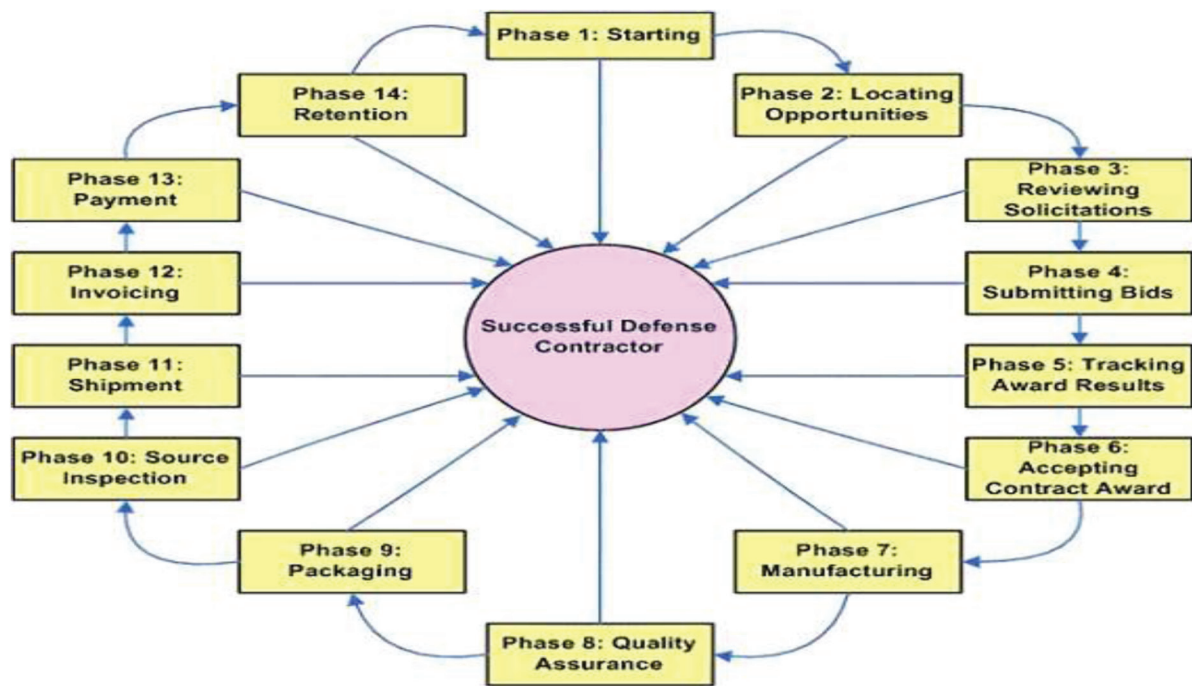 Phase 1: Starting
Phase 2: Locating
Opportunities
Phase 3:
Reviewing
Solicitations
Phase 4:
Submitting Bids
Phase 5: Tracking
Award Results
Phase 6:
Accepting
Contract Award
Phase 7:
Manufacturing
Phase 8: Quality
Assurance
Phase 9:
Packaging
Phase 10: Source
Inspection
Phase 11:
Shipment
Phase 12:
Invoicing
Phase 13:
Payment
Phase 14:
Retention
Successful Defense
Contractor